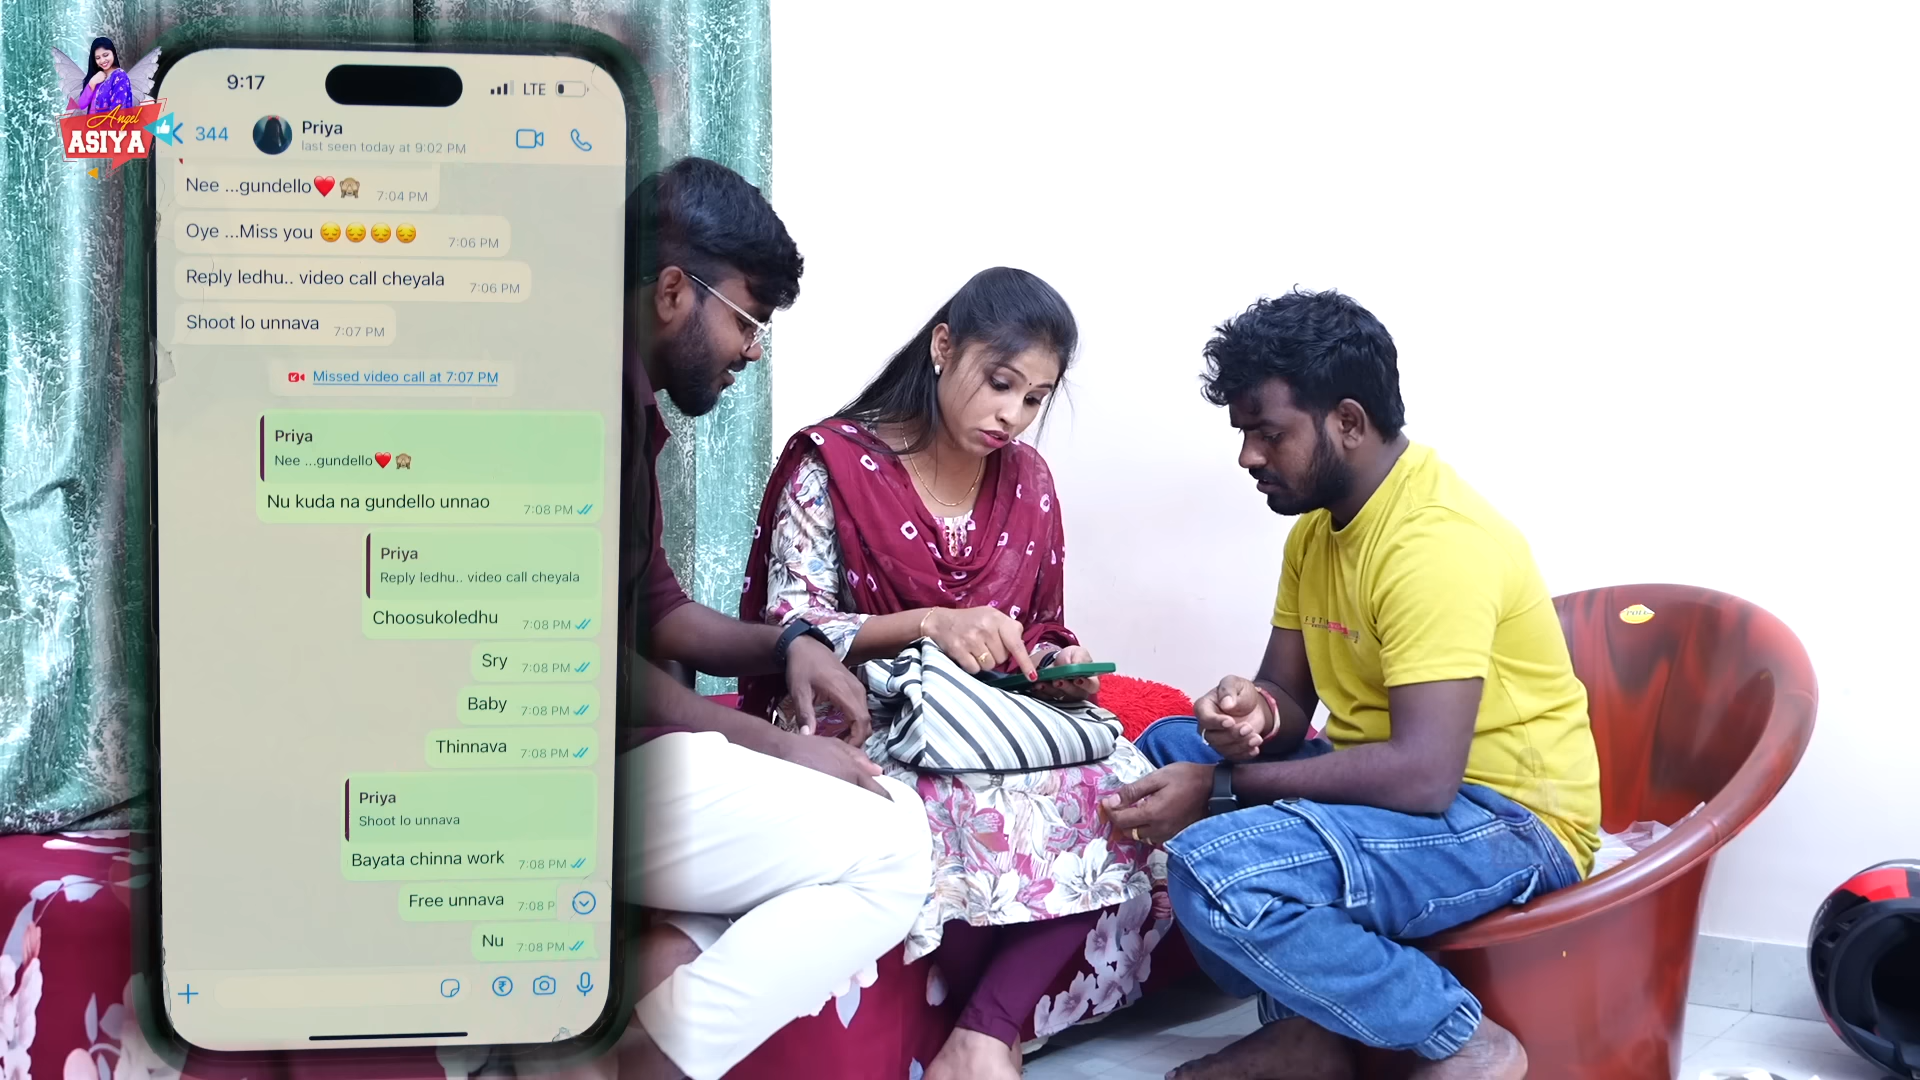 Angel
ASIYA
9:17
LTE
344
Priya
last seen today at 9:02 PM
Nee ...gundello❤️🙈
7:04 PM
Oye ...Miss you 😔😔😔😔
7:06 PM
Reply ledhu.. video call cheyala
7:06 PM
Shoot lo unnava
7:07 PM
Missed video call at 7:07 PM
Priya
Nee ...gundello❤️🙈
Nu kuda na gundello unnao
7:08 PM
Priya
Reply ledhu.. video call cheyala
Choosukoledhu
7:08 PM
Sry
7:08 PM
Baby
7:08 PM
Thinnava
7:08 PM
Priya
Shoot lo unnava
Bayata chinna work
7:08 PM
Free unnava
7:08 P
Nu
7:08 PM